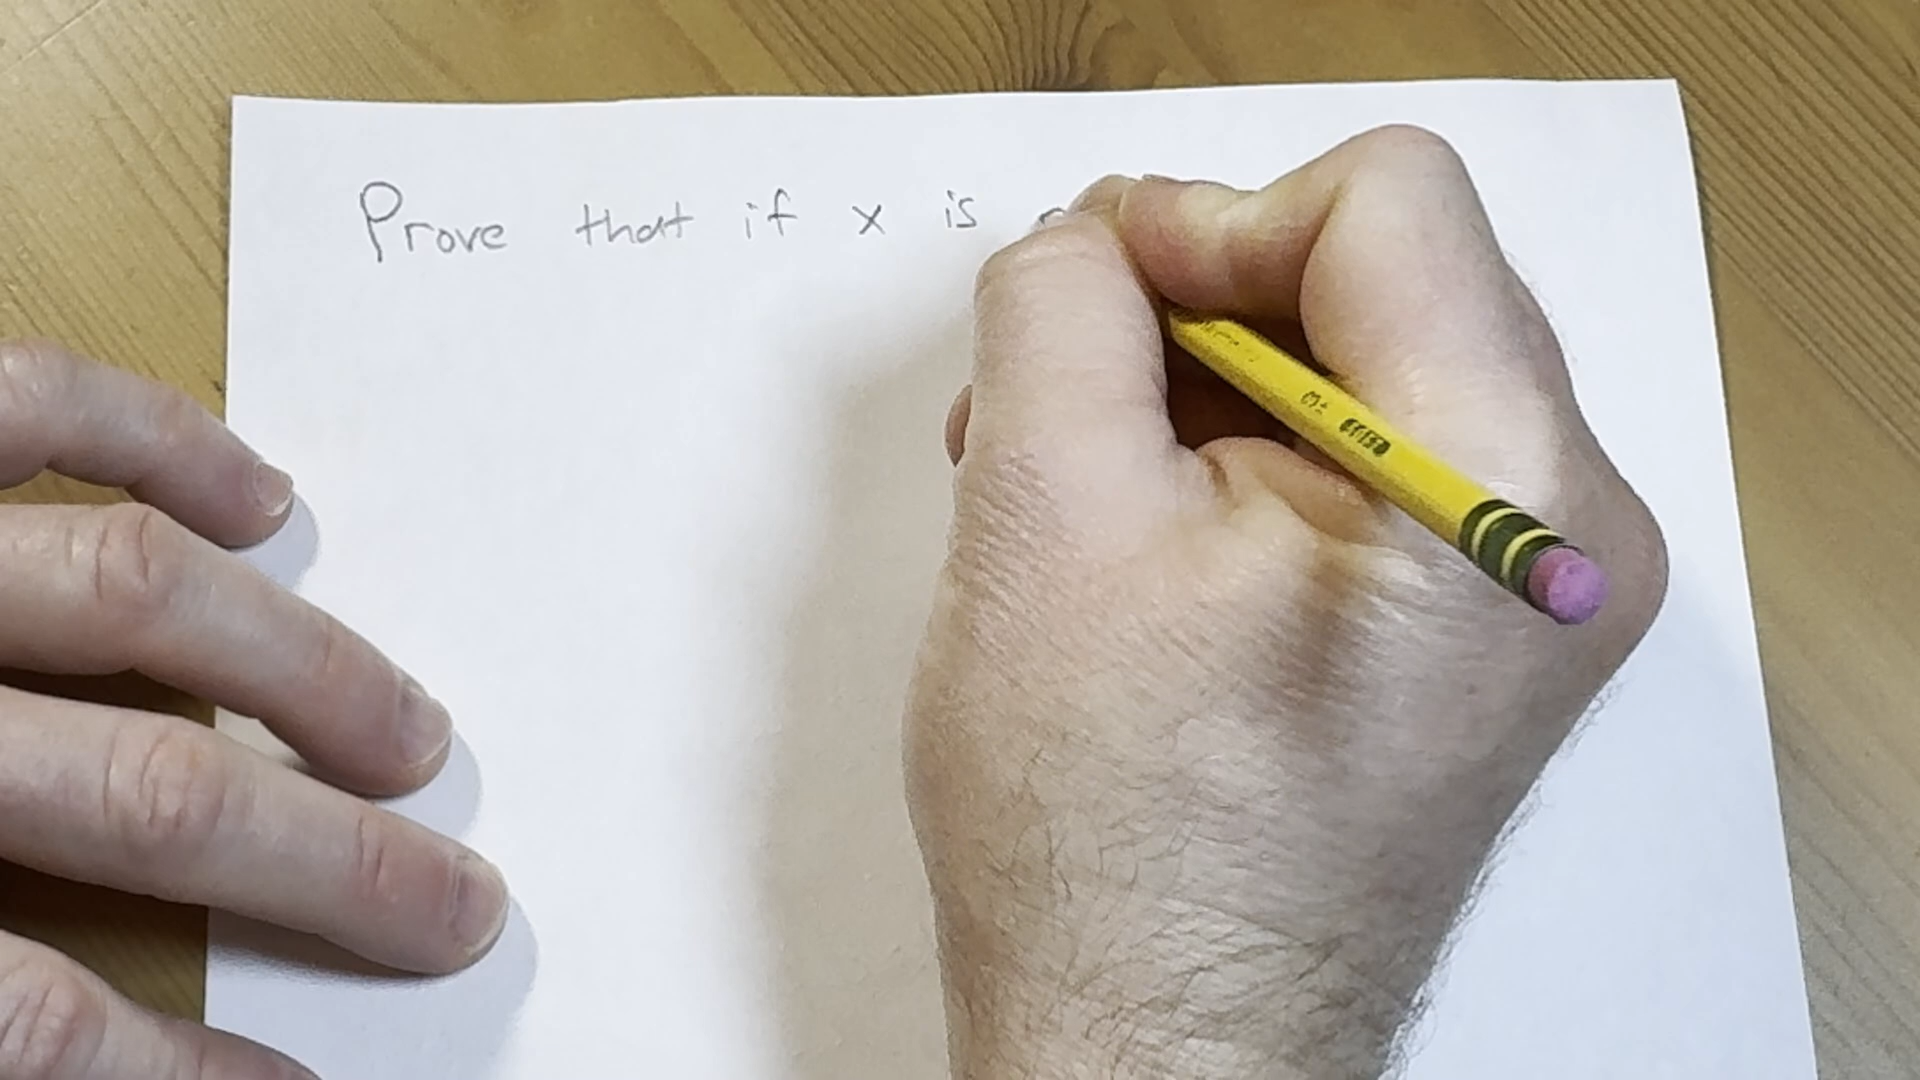 Prove that if x is